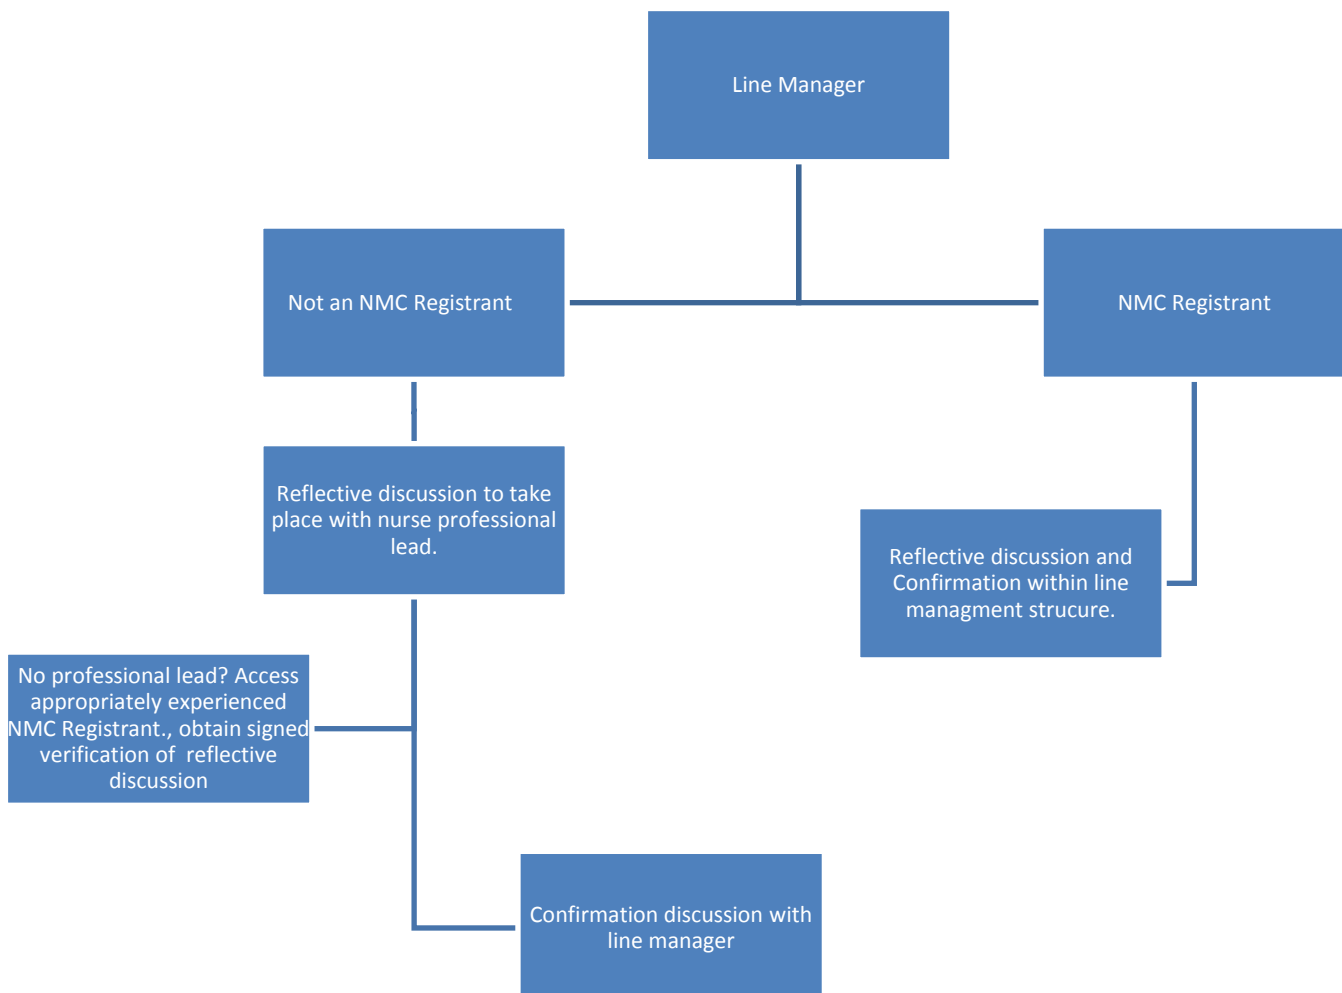 Line Manager
Not an NMC Registrant
NMC Registrant
Reflective discussion to take
place with nurse professional
lead.
Reflective discussion and
Confirmation within line
managment strucure.
No professional lead? Access
appropriately experienced
NMC Registrant., obtain signed
verification of  reflective
discussion
Confirmation discussion with
line manager